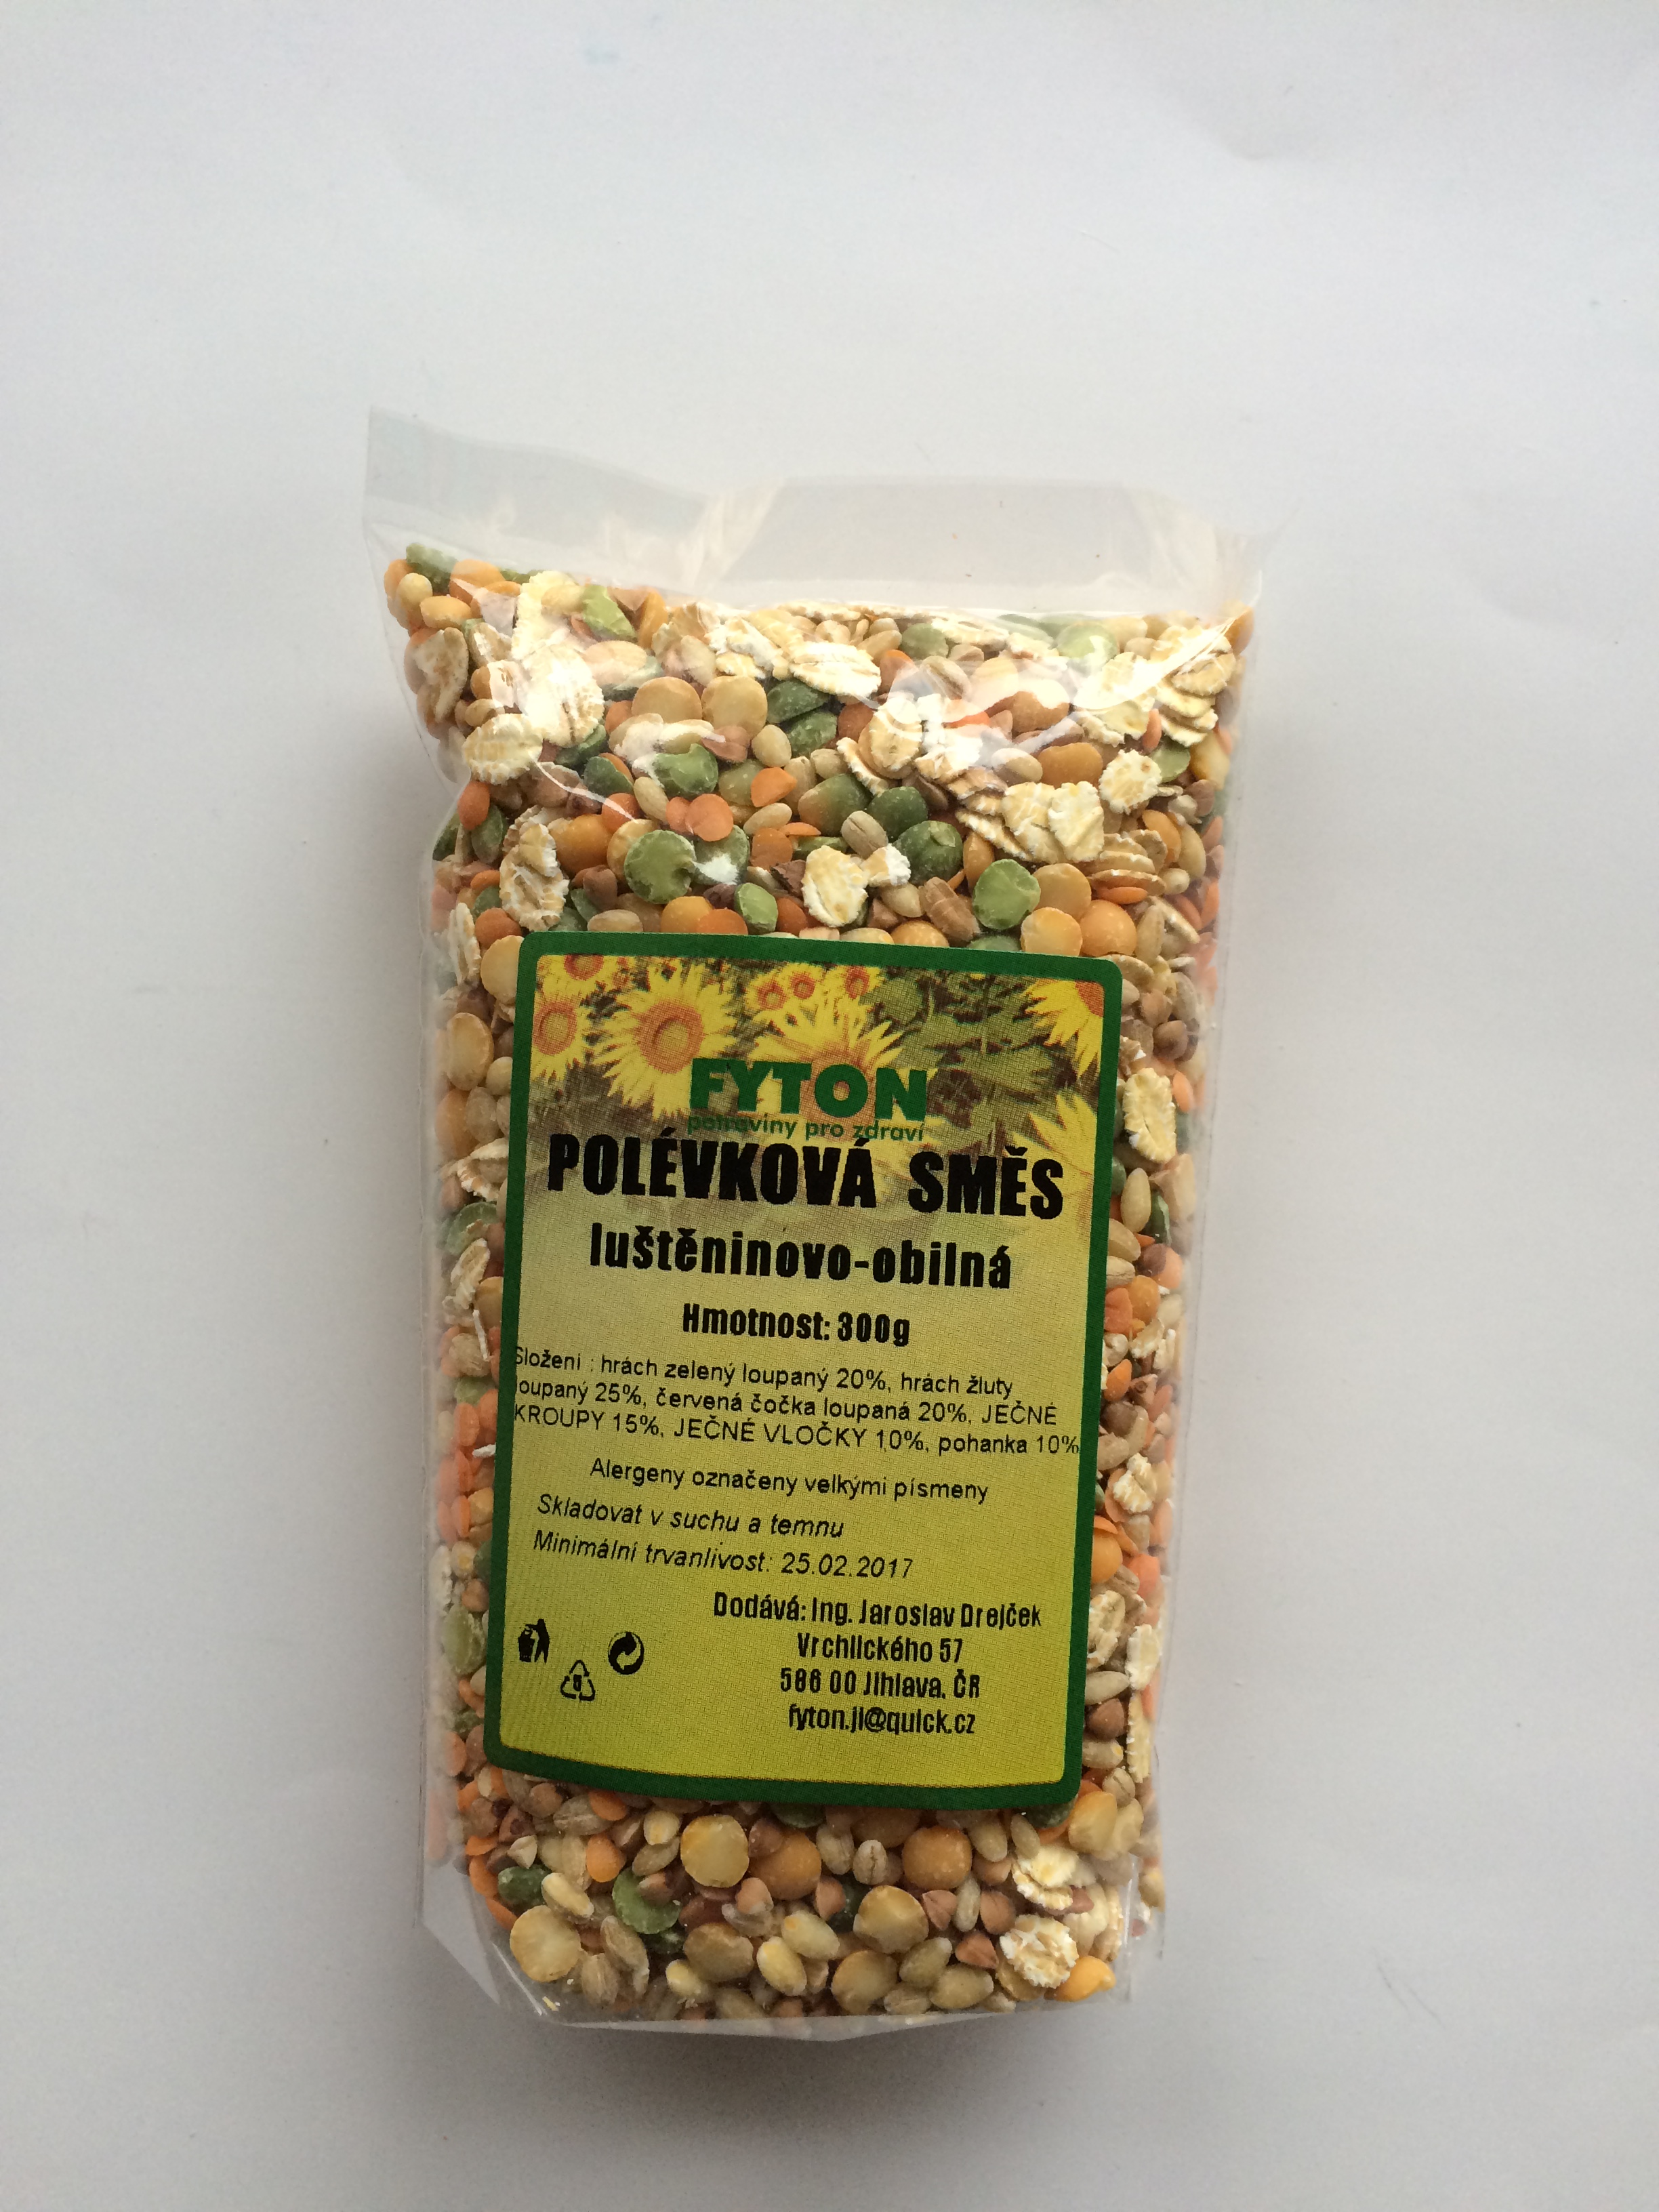 FYTON
potraviny pro zdraví
POLÉVKOVÁ SMĚS
luštěninovo-obilná
Hmotnost: 300g
Složení : hrách zelený loupaný 20%, hrách žlutý
loupaný 25%, červená čočka loupaná 20%, JEČNÉ
KROUPY 15%, JEČNÉ VLOČKY 10%, pohanka 10%
Alergeny označeny velkými písmeny
Skladovat v suchu a temnu
Minimální trvanlivost: 25.02.2017
Dodává: Ing. Jaroslav Drejček
Vrchlického 57
586 00 Jihlava, ČR
fyton.ji@quick.cz